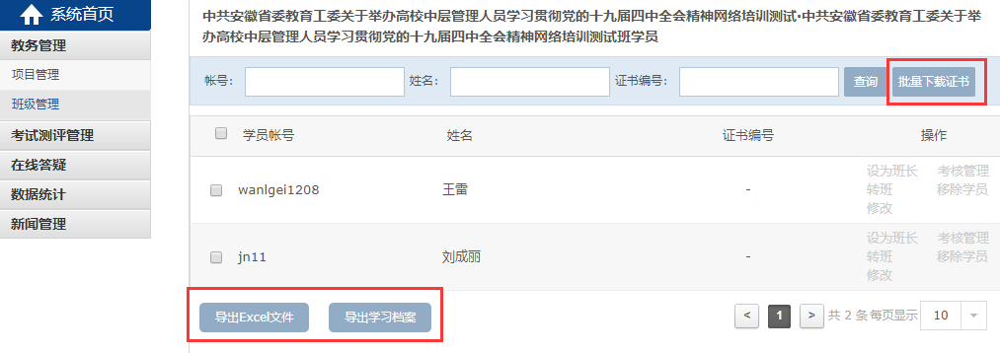 系统首页
教务管理
项目管理
班级管理
考试测评管理
在线答疑
数据统计
新闻管理
中共安徽省委教育工委关于举办高校中层管理人员学习贯彻党的十九届四中全会精神网络培训测试·中共安徽省委教育工委关于举
办高校中层管理人员学习贯彻党的十九届四中全会精神网络培训测试班学员
帐号： 姓名： 证书编号： 查询 批量下载证书
学员帐号 姓名 证书编号 操作
wanlgei1208 王雷 - 设为班长 考核管理
转班 移除学员
修改
jn11 刘成丽 - 设为班长 考核管理
转班 移除学员
修改
导出Excel文件 导出学习档案 < 1 > 共 2 条 每页显示 10